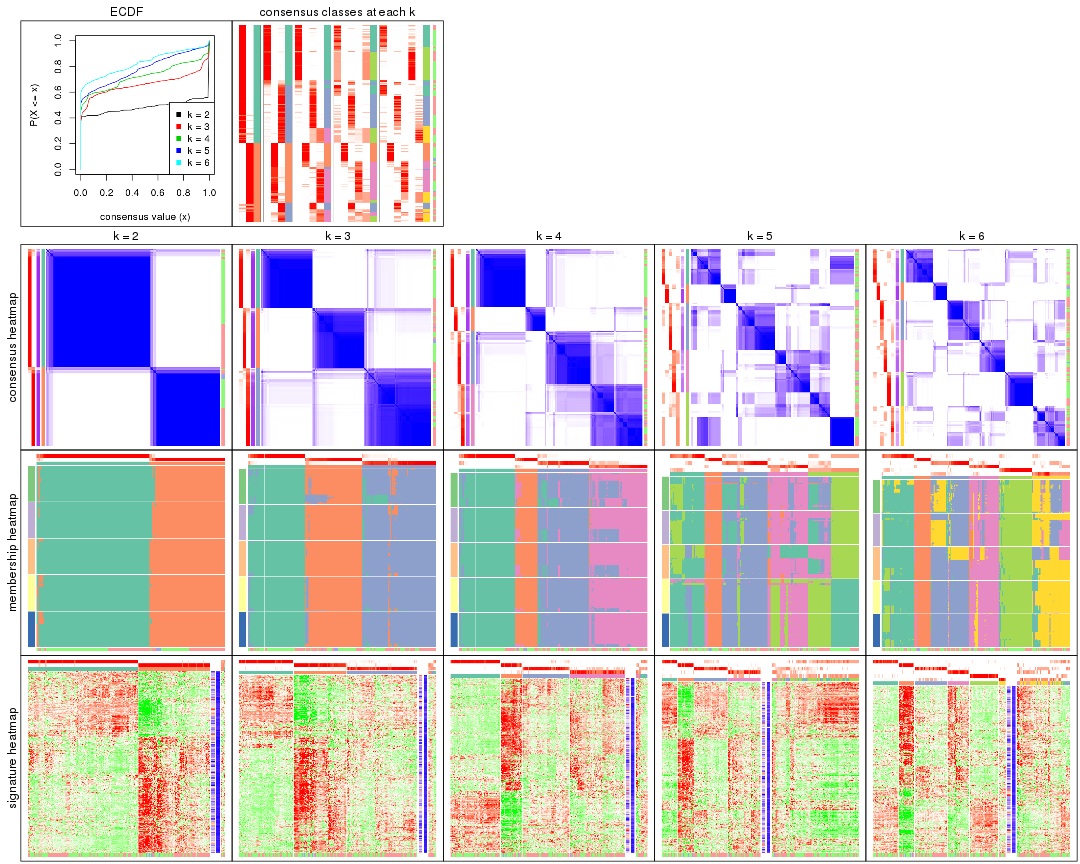 ECDF
consensus classes at each k
P(X <= x)
0.0 0.2 0.4 0.6 0.8 1.0
k = 2
k = 3
k = 4
k = 5
k = 6
0.0 0.2 0.4 0.6 0.8 1.0
consensus value (x)
k = 2 k = 3 k = 4 k = 5 k = 6
consensus heatmap
membership heatmap
signature heatmap